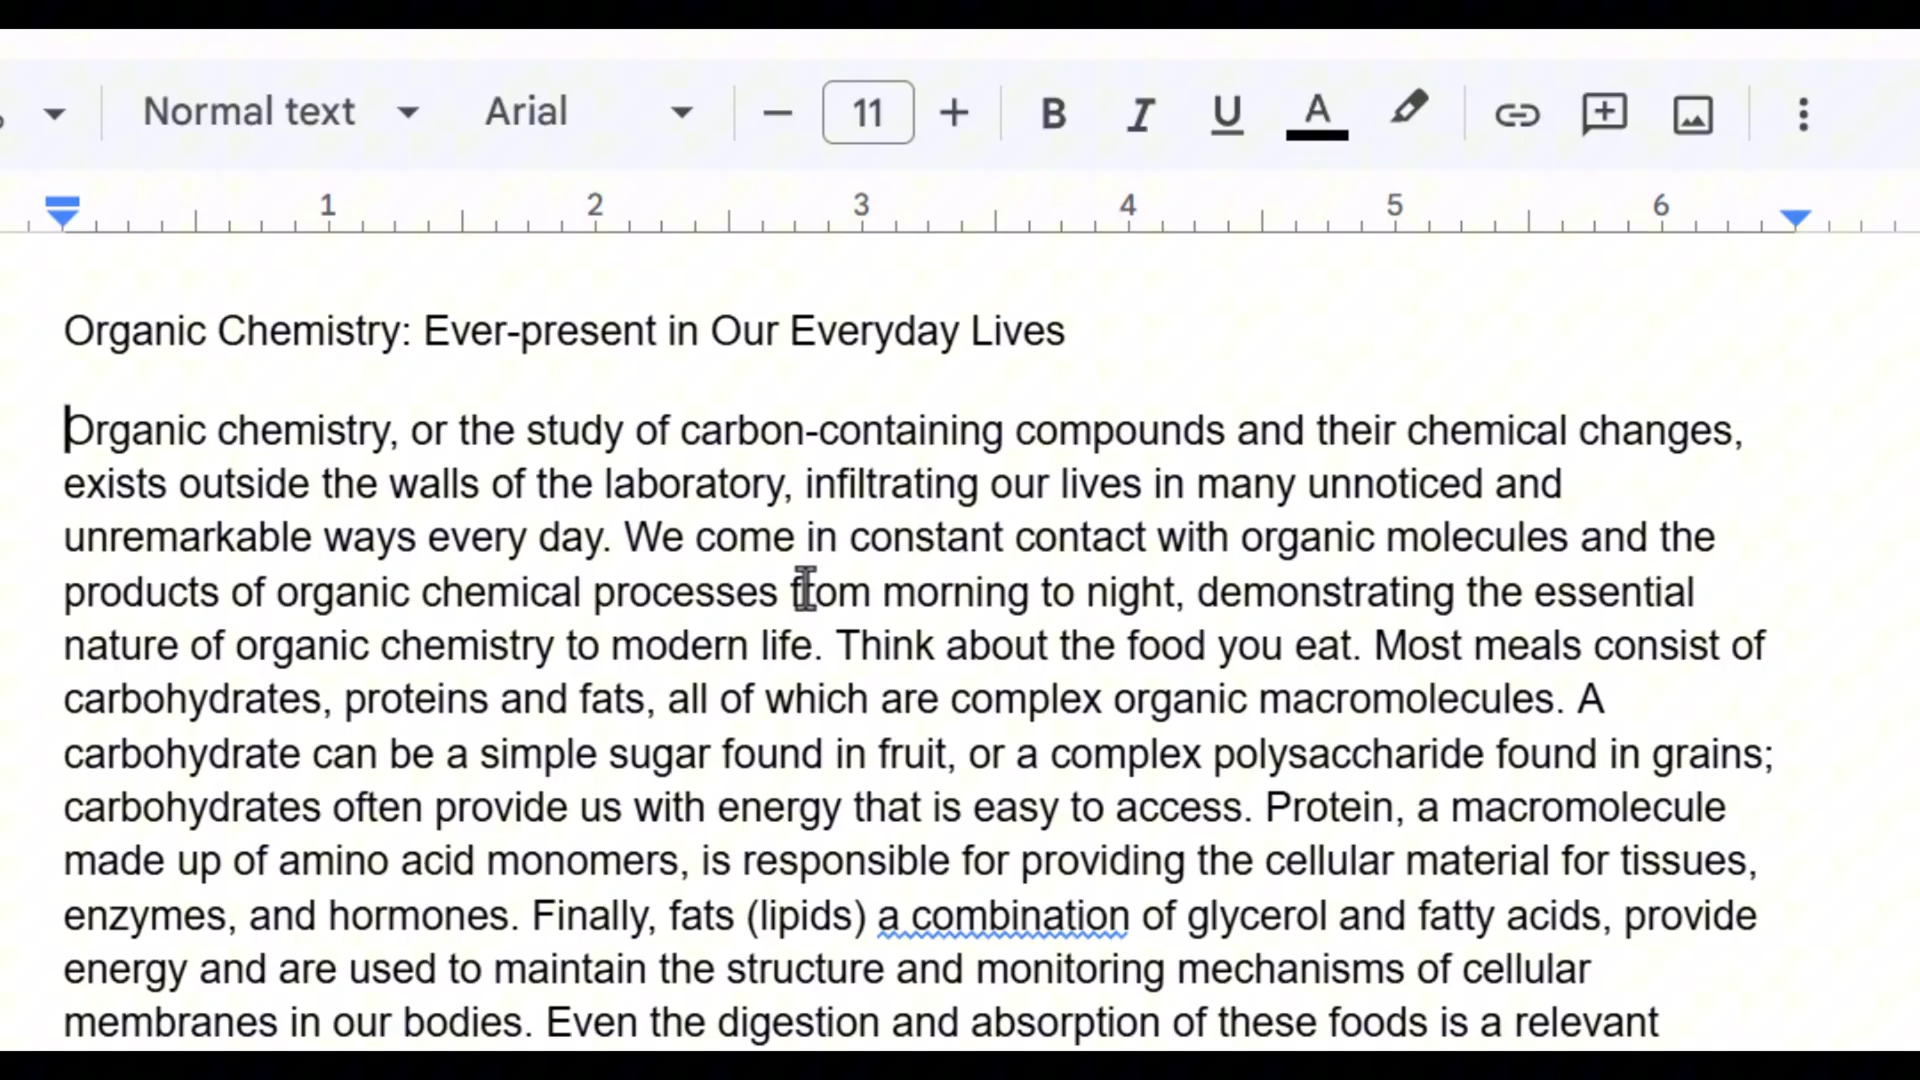 Normal text Arial 11 B I U A
1 2 3 4 5 6
Organic Chemistry: Ever-present in Our Everyday Lives
Organic chemistry, or the study of carbon-containing compounds and their chemical changes,
exists outside the walls of the laboratory, infiltrating our lives in many unnoticed and
unremarkable ways every day. We come in constant contact with organic molecules and the
products of organic chemical processes from morning to night, demonstrating the essential
nature of organic chemistry to modern life. Think about the food you eat. Most meals consist of
carbohydrates, proteins and fats, all of which are complex organic macromolecules. A
carbohydrate can be a simple sugar found in fruit, or a complex polysaccharide found in grains;
carbohydrates often provide us with energy that is easy to access. Protein, a macromolecule
made up of amino acid monomers, is responsible for providing the cellular material for tissues,
enzymes, and hormones. Finally, fats (lipids) a combination of glycerol and fatty acids, provide
energy and are used to maintain the structure and monitoring mechanisms of cellular
membranes in our bodies. Even the digestion and absorption of these foods is a relevant